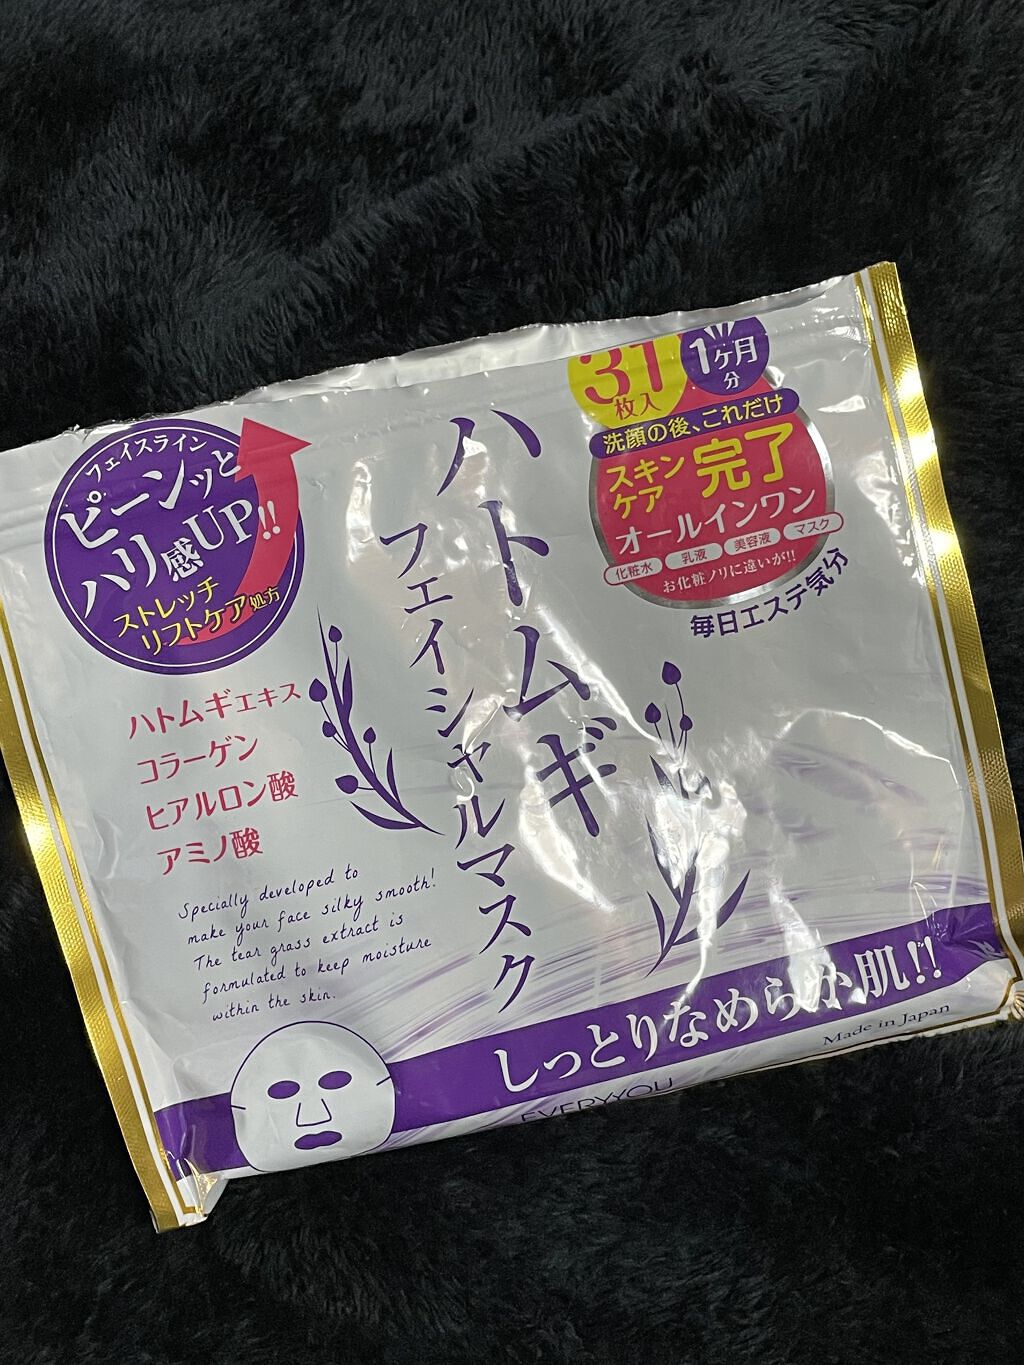 フェイスライン
ピーンッと
ハリ感UP!!
ストレッチ
リフトケア処方
31
枚入
1ヶ月
分
洗顔の後、これだけ
スキン
ケア
完了
オールインワン
化粧水 乳液 美容液 マスク
お化粧ノリに違いが!!
毎日エステ気分
ハトムギ
フェイシャルマスク
ハトムギエキス
コラーゲン
ヒアルロン酸
アミノ酸
Specially developed to
make your face silky smooth!
The tear grass extract is
formulated to keep moisture
within the skin.
しっとりなめらか肌!!
Made in Japan
EVERYYOU